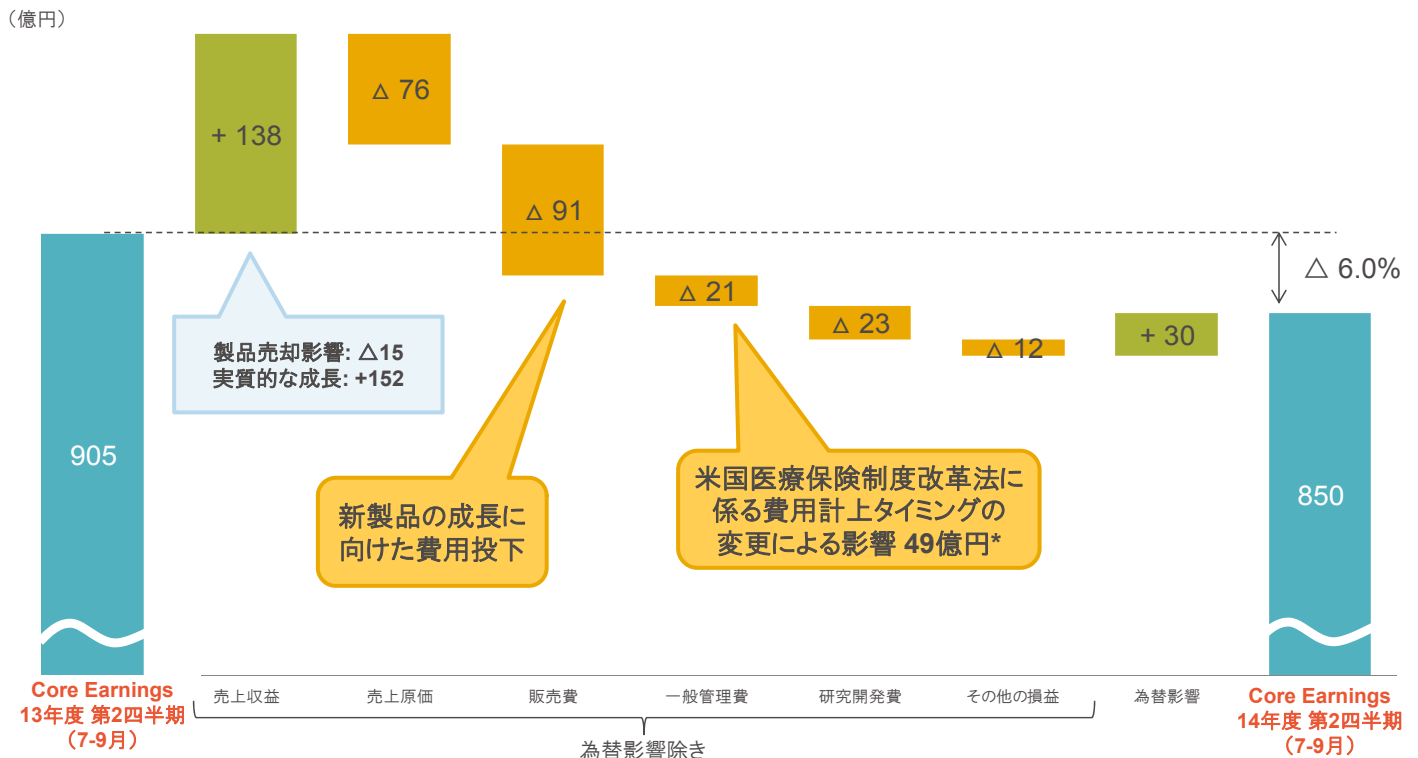 （億円）
+ 138
△ 76
△ 91
△ 21
△ 23
△ 12
+ 30
△ 6.0%
製品売却影響: △15
実質的な成長: +152
905
新製品の成長に
向けた費用投下
米国医療保険制度改革法に
係る費用計上タイミングの
変更による影響 49億円*
850
Core Earnings
13年度 第2四半期
（7-9月）
売上収益
売上原価
販売費
一般管理費
研究開発費
その他の損益
為替影響
Core Earnings
14年度 第2四半期
(7-9月）
為替影響除き